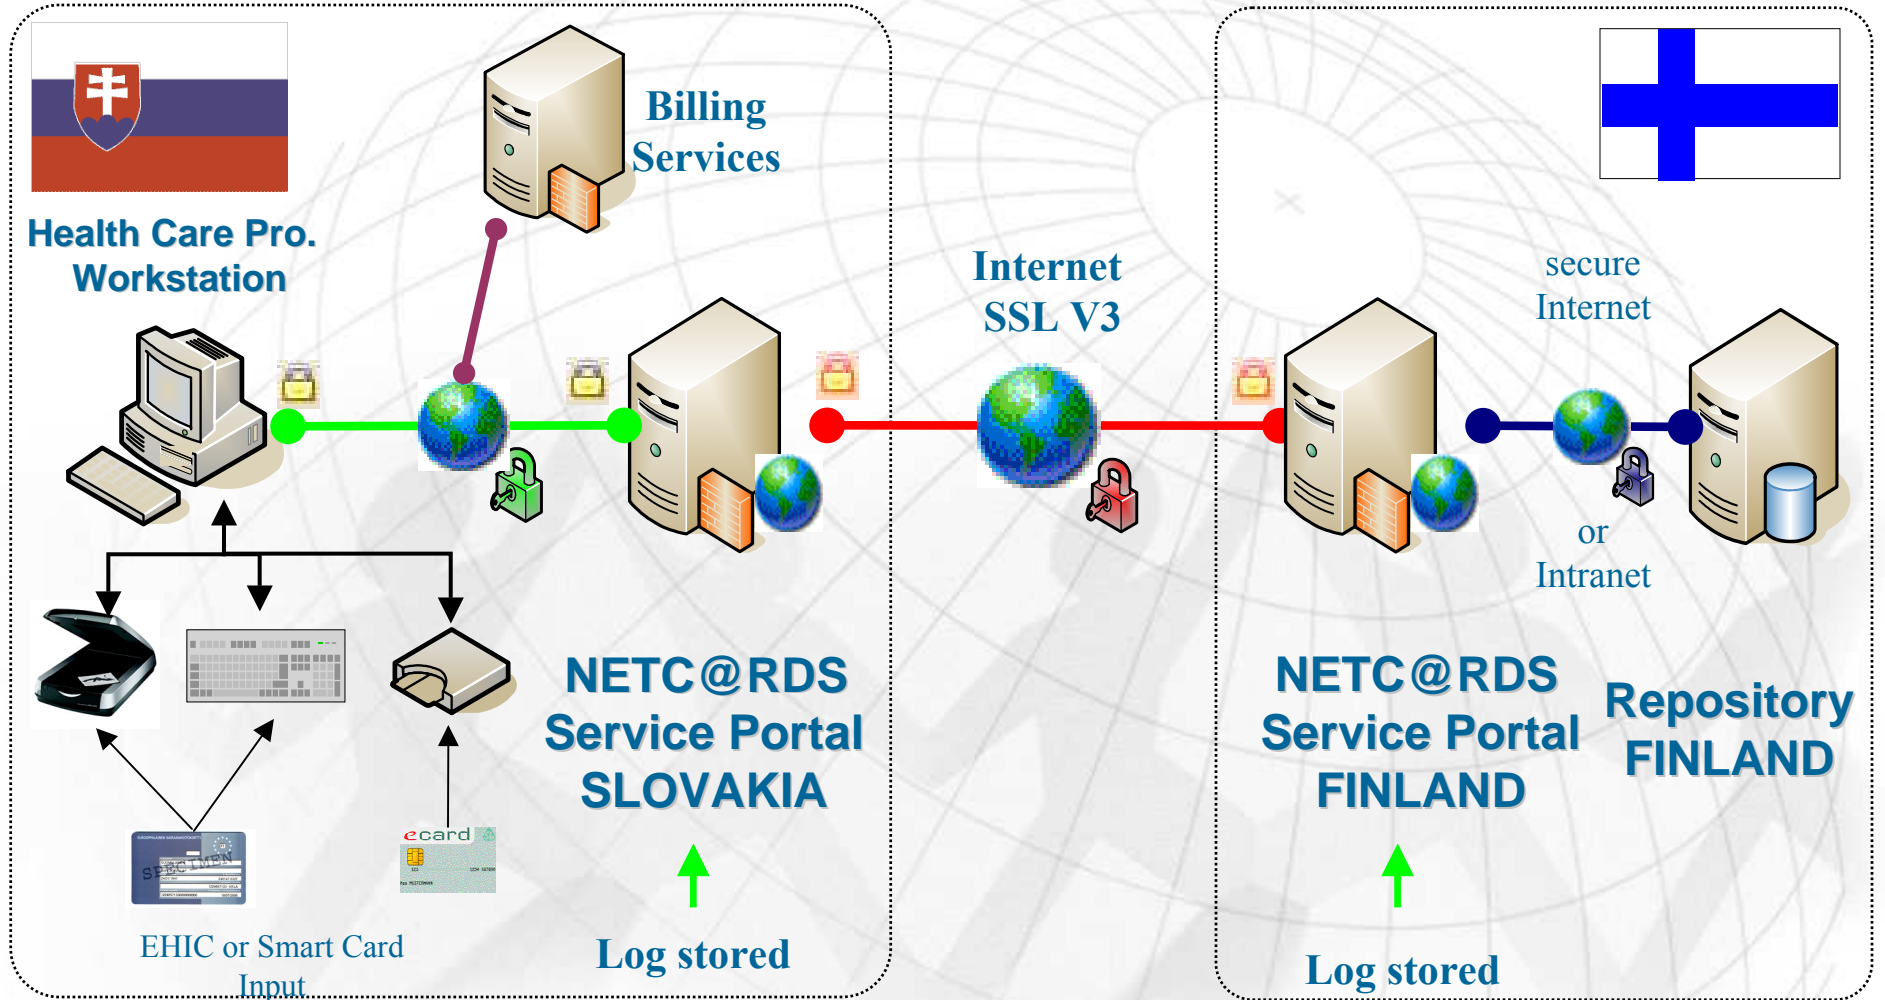 Billing
Services
Health Care Pro.
Workstation
Internet
SSL V3
secure
Internet
or
Intranet
NETC@RDS
Service Portal
SLOVAKIA
NETC@RDS
Service Portal
FINLAND
Repository
FINLAND
SPECIMEN
ecard
EHIC or Smart Card
Input
Log stored
Log stored